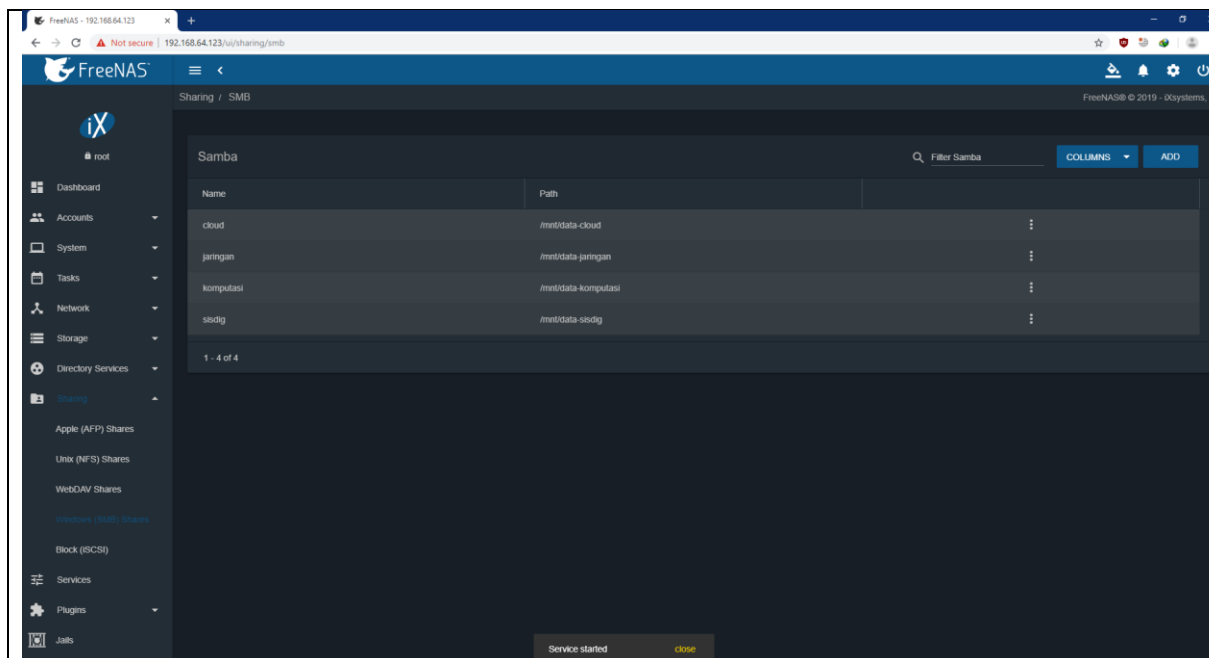 FreeNAS - 192.168.64.123
Not secure | 192.168.64.123/ui/sharing/smb
FreeNAS
Sharing / SMB
FreeNAS® © 2019 - iXsystems,
iX
root
Samba
Filter Samba
COLUMNS
ADD
Dashboard
Name Path
Accounts
cloud /mnt/data-cloud
System
jaringan /mnt/data-jaringan
Tasks
komputasi /mnt/data-komputasi
Network
sisdig /mnt/data-sisdig
Storage
1 - 4 of 4
Directory Services
Sharing
Apple (AFP) Shares
Unix (NFS) Shares
WebDAV Shares
Windows (SMB) Shares
Block (iSCSI)
Services
Plugins
Jails
Service started close